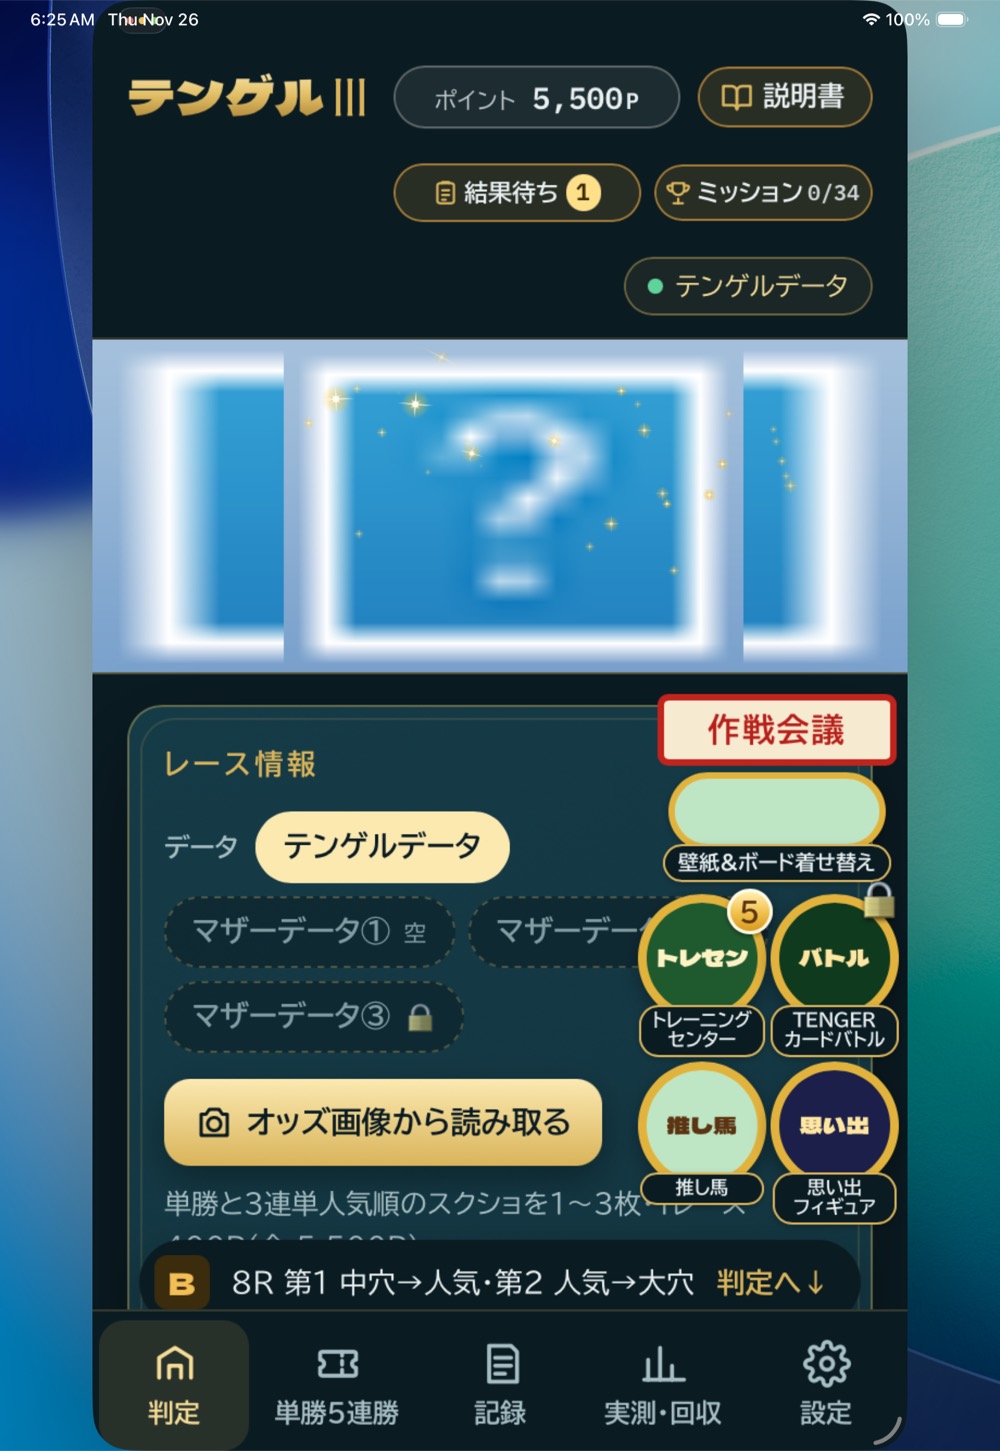 6:25 AM Thu Nov 26
100%
テンゲルIII
ポイント 5,500P
説明書
結果待ち 1
ミッション 0/34
テンゲルデータ
?
作戦会議
レース情報
壁紙&ボード着せ替え
データ テンゲルデータ
マザーデータ① 空
マザーデー
5
トレセン
トレーニング
センター
バトル
TENGER
カードバトル
マザーデータ③
オッズ画像から読み取る
推し馬
推し馬
思い出
思い出
フィギュア
単勝と3連単人気順のスクショを1〜3枚・1レース
B 8R 第1 中穴→人気・第2 人気→大穴 判定へ↓
判定
単勝5連勝
記録
実測・回収
設定